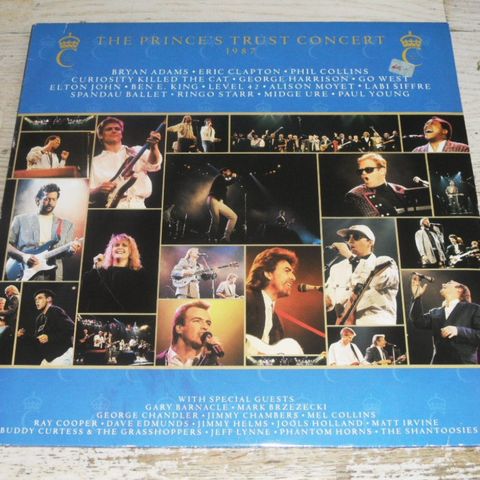 THE PRINCE'S TRUST CONCERT
1987
BRYAN ADAMS • ERIC CLAPTON • PHIL COLLINS
CURIOSITY KILLED THE CAT • GEORGE HARRISON • GO WEST
ELTON JOHN • BEN E. KING • LEVEL 42 • ALISON MOYET • LABI SIFFRE
SPANDAU BALLET • RINGO STARR • MIDGE URE • PAUL YOUNG
WITH SPECIAL GUESTS
GARY BARNACLE • MARK BRZEZECKI
GEORGE CHANDLER • JIMMY CHAMBERS • MEL COLLINS
RAY COOPER • DAVE EDMUNDS • JIMMY HELMS • JOOLS HOLLAND • MATT IRVINE
BUDDY CURTESS & THE GRASSHOPPERS • JEFF LYNNE • PHANTOM HORNS • THE SHANTOOSIES